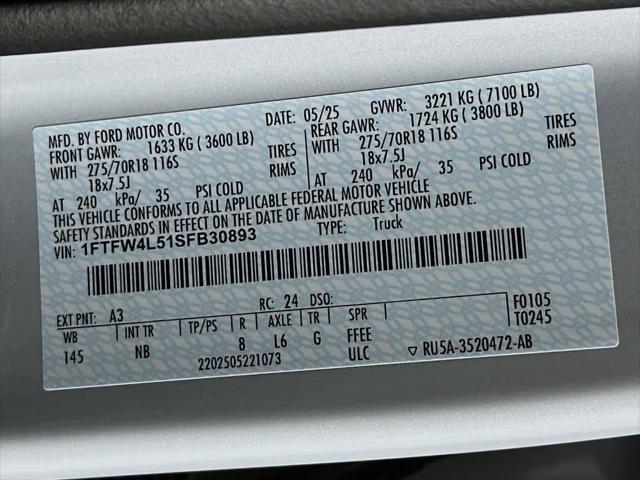 MFD. BY FORD MOTOR CO. DATE: 05/25 GVWR: 3221 KG ( 7100 LB)
FRONT GAWR: 1633 KG ( 3600 LB) REAR GAWR: 1724 KG ( 3800 LB)
WITH 275/70R18 116S TIRES WITH 275/70R18 116S TIRES
18x7.5J RIMS 18x7.5J RIMS
AT 240 kPa/ 35 PSI COLD AT 240 kPa/ 35 PSI COLD
THIS VEHICLE CONFORMS TO ALL APPLICABLE FEDERAL MOTOR VEHICLE
SAFETY STANDARDS IN EFFECT ON THE DATE OF MANUFACTURE SHOWN ABOVE.
VIN: 1FTFW4L51SFB30893 TYPE: Truck
EXT PNT: A3 RC: 24 DSO: F0105
WB INT TR TP/PS R AXLE TR SPR T0245
145 NB 8 L6 G FFEE
2202505221073 ULC ▽ RU5A-3520472-AB